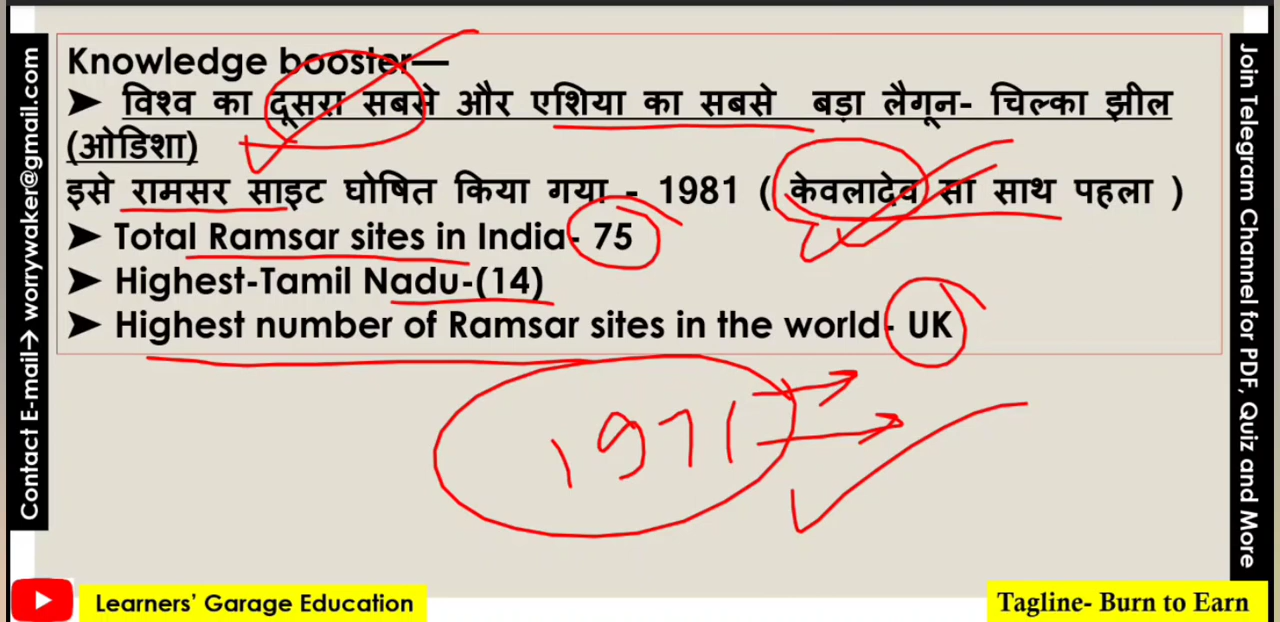 Knowledge booster—
➤ विश्व का दूसरा सबसे और एशिया का सबसे बड़ा लैगून- चिल्का झील
(ओडिशा)
इसे रामसर साइट घोषित किया गया - 1981 ( केवलादेव सा साथ पहला )
➤ Total Ramsar sites in India- 75
➤ Highest-Tamil Nadu-(14)
➤ Highest number of Ramsar sites in the world- UK
1971
Contact E-mail→ worrywaker@gmail.com
Join Telegram Channel for PDF, Quiz and More
Learners’ Garage Education
Tagline- Burn to Earn